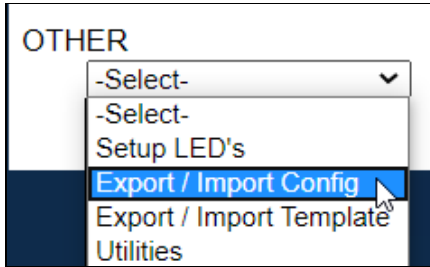 OTHER
-Select-
-Select-
Setup LED's
Export / Import Config
Export / Import Template
Utilities